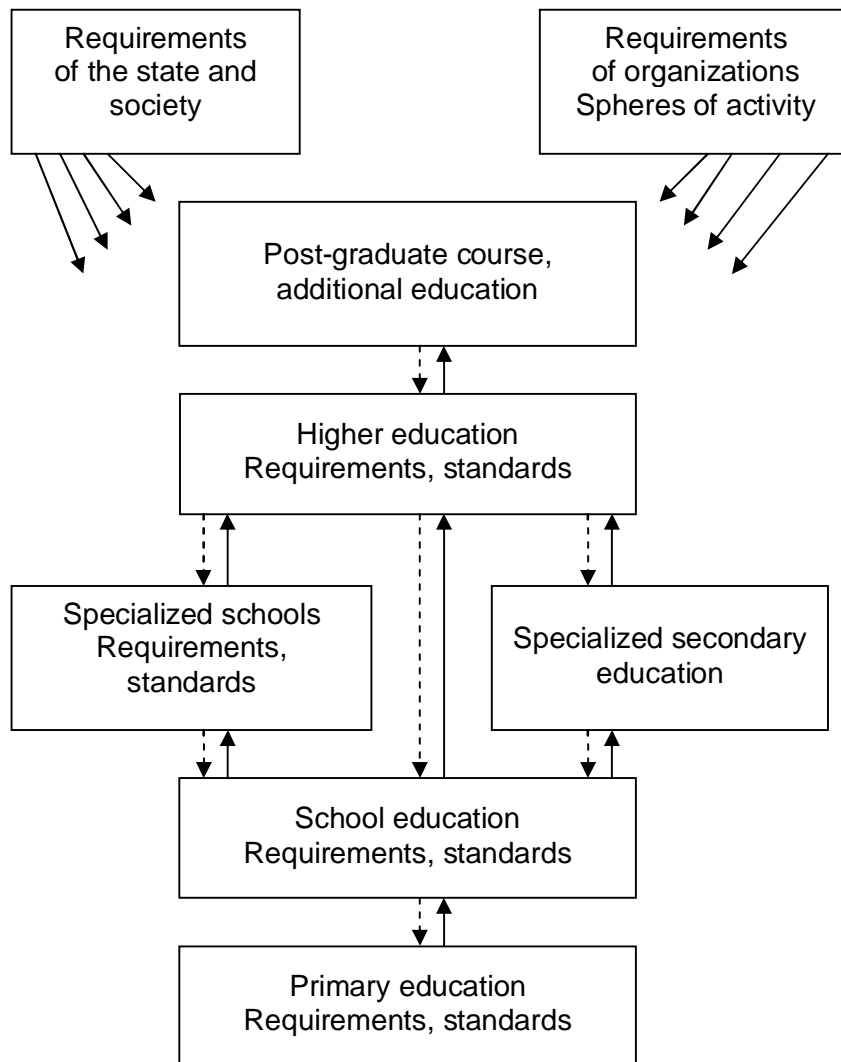 Requirements
of the state and
society
Requirements
of organizations
Spheres of activity
Post-graduate course,
additional education
Higher education
Requirements, standards
Specialized schools
Requirements,
standards
Specialized secondary
education
School education
Requirements, standards
Primary education
Requirements, standards